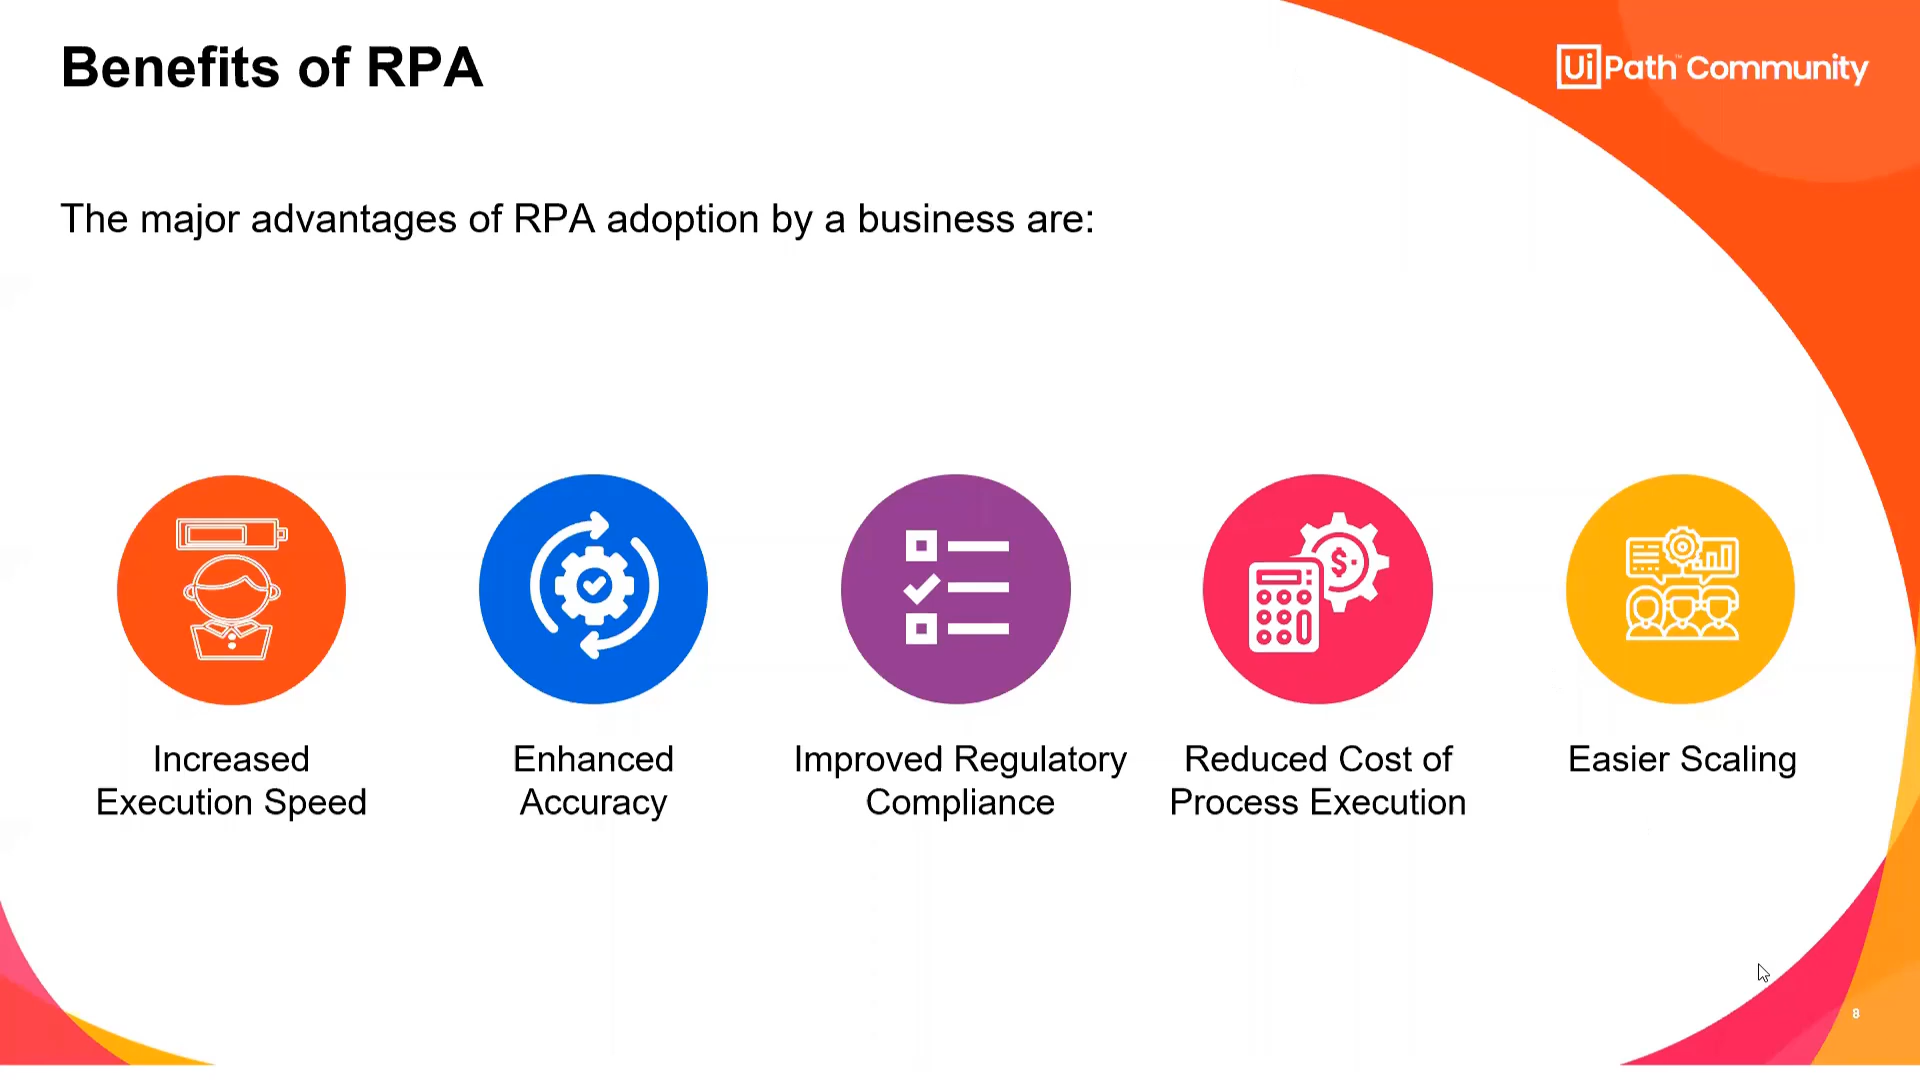 Benefits of RPA
UiPath™ Community
The major advantages of RPA adoption by a business are:
$
Increased
Execution Speed
Enhanced
Accuracy
Improved Regulatory
Compliance
Reduced Cost of
Process Execution
Easier Scaling
8